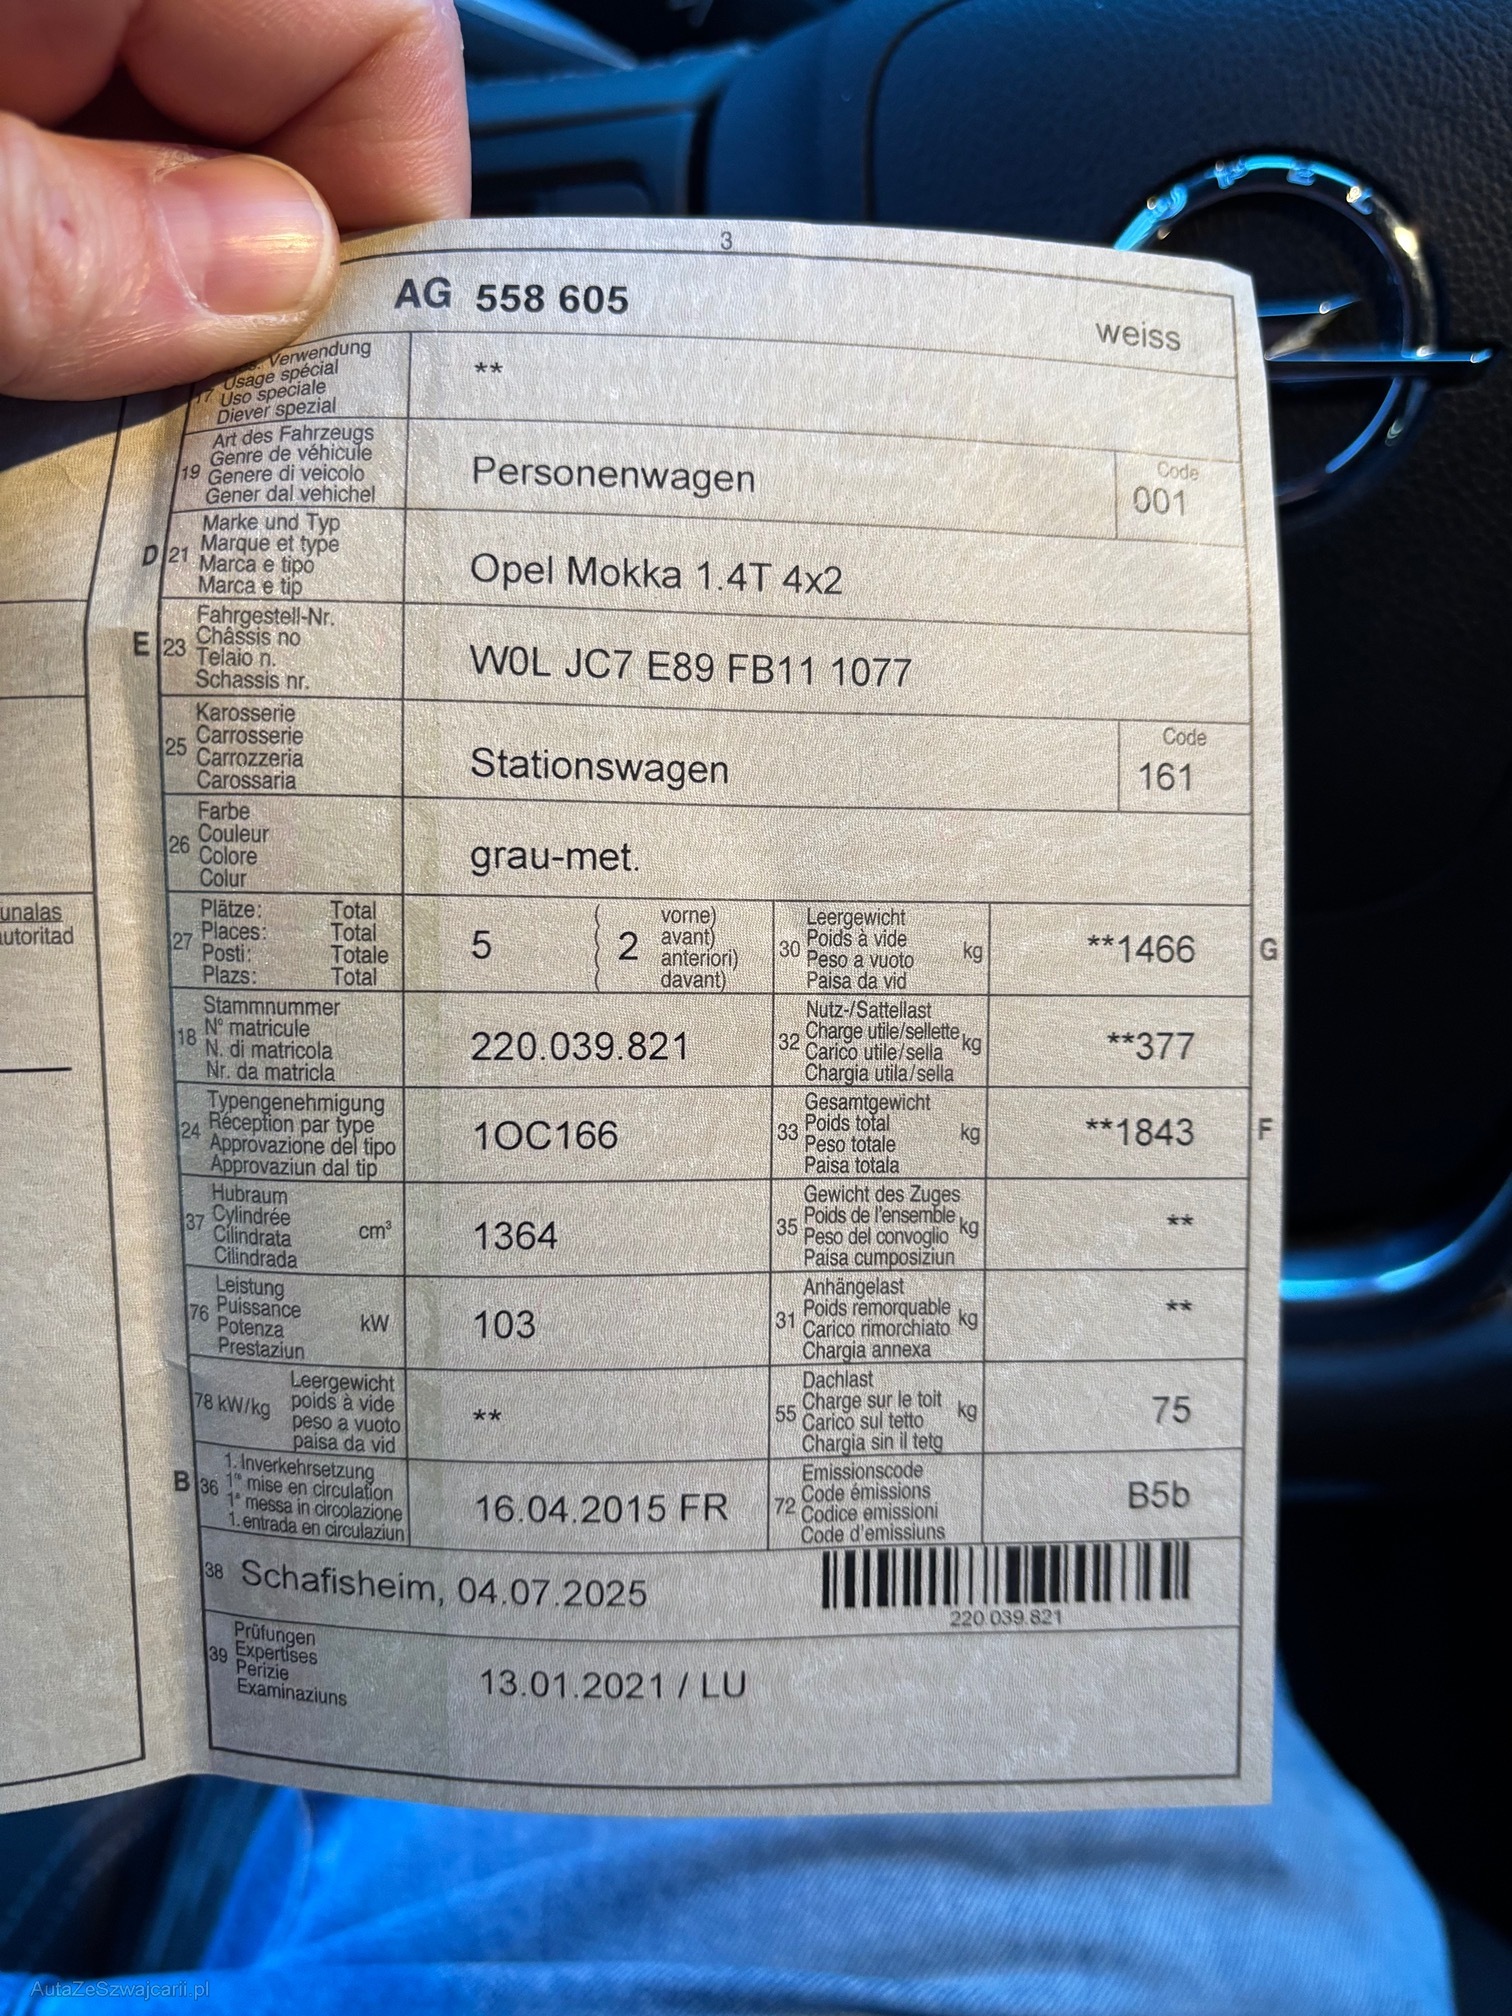 OPEL
3
AG 558 605
weiss
Verwendung
Usage spécial
17 Uso speciale
Diever spezial
**
Art des Fahrzeugs
Genre de véhicule
19 Genere di veicolo
Gener dal vehichel
Personenwagen
Code
001
Marke und Typ
D 21 Marque et type
Marca e tipo
Marca e tip
Opel Mokka 1.4T 4x2
Fahrgestell-Nr.
E 23 Châssis no
Telaio n.
Schassis nr.
W0L JC7 E89 FB11 1077
Karosserie
25 Carrosserie
Carrozzeria
Carossaria
Stationswagen
Code
161
Farbe
26 Couleur
Colore
Colur
grau-met.
unalas
utoritad
Plätze: Total
27 Places: Total
Posti: Totale
Plazs: Total
5 ( 2 vorne)
avant)
anteriori)
davant)
Leergewicht
30 Poids à vide kg
Peso a vuoto
Paisa da vid
**1466 G
Stammnummer
18 N° matricule
N. di matricola
Nr. da matricla
220.039.821
Nutz-/Sattellast
32 Charge utile/sellette kg
Carico utile/sella
Chargia utila/sella
**377
Typengenehmigung
24 Réception par type
Approvazione del tipo
Approvaziun dal tip
1OC166
Gesamtgewicht
33 Poids total kg
Peso totale
Paisa totala
**1843 F
Hubraum
37 Cylindrée cm³
Cilindrata
Cilindrada
1364
Gewicht des Zuges
35 Poids de l'ensemble kg
Peso del convoglio
Paisa cumposiziun
**
Leistung
76 Puissance kW
Potenza
Prestaziun
103
Anhängelast
31 Poids remorquable kg
Carico rimorchiato
Chargia annexa
**
Leergewicht
78 kW/kg poids à vide
peso a vuoto
paisa da vid
**
Dachlast
55 Charge sur le toit kg
Carico sul tetto
Chargia sin il tetg
75
1. Inverkehrsetzung
B 36 1re mise en circulation
1a messa in circolazione
1. entrada en circulaziun
16.04.2015 FR
Emissionscode
72 Code émissions
Codice emissioni
Code d'emissiuns
B5b
38 Schafisheim, 04.07.2025
220.039.821
Prüfungen
39 Expertises
Perizie
Examinaziuns
13.01.2021 / LU
AutaZeSzwajcarii.pl